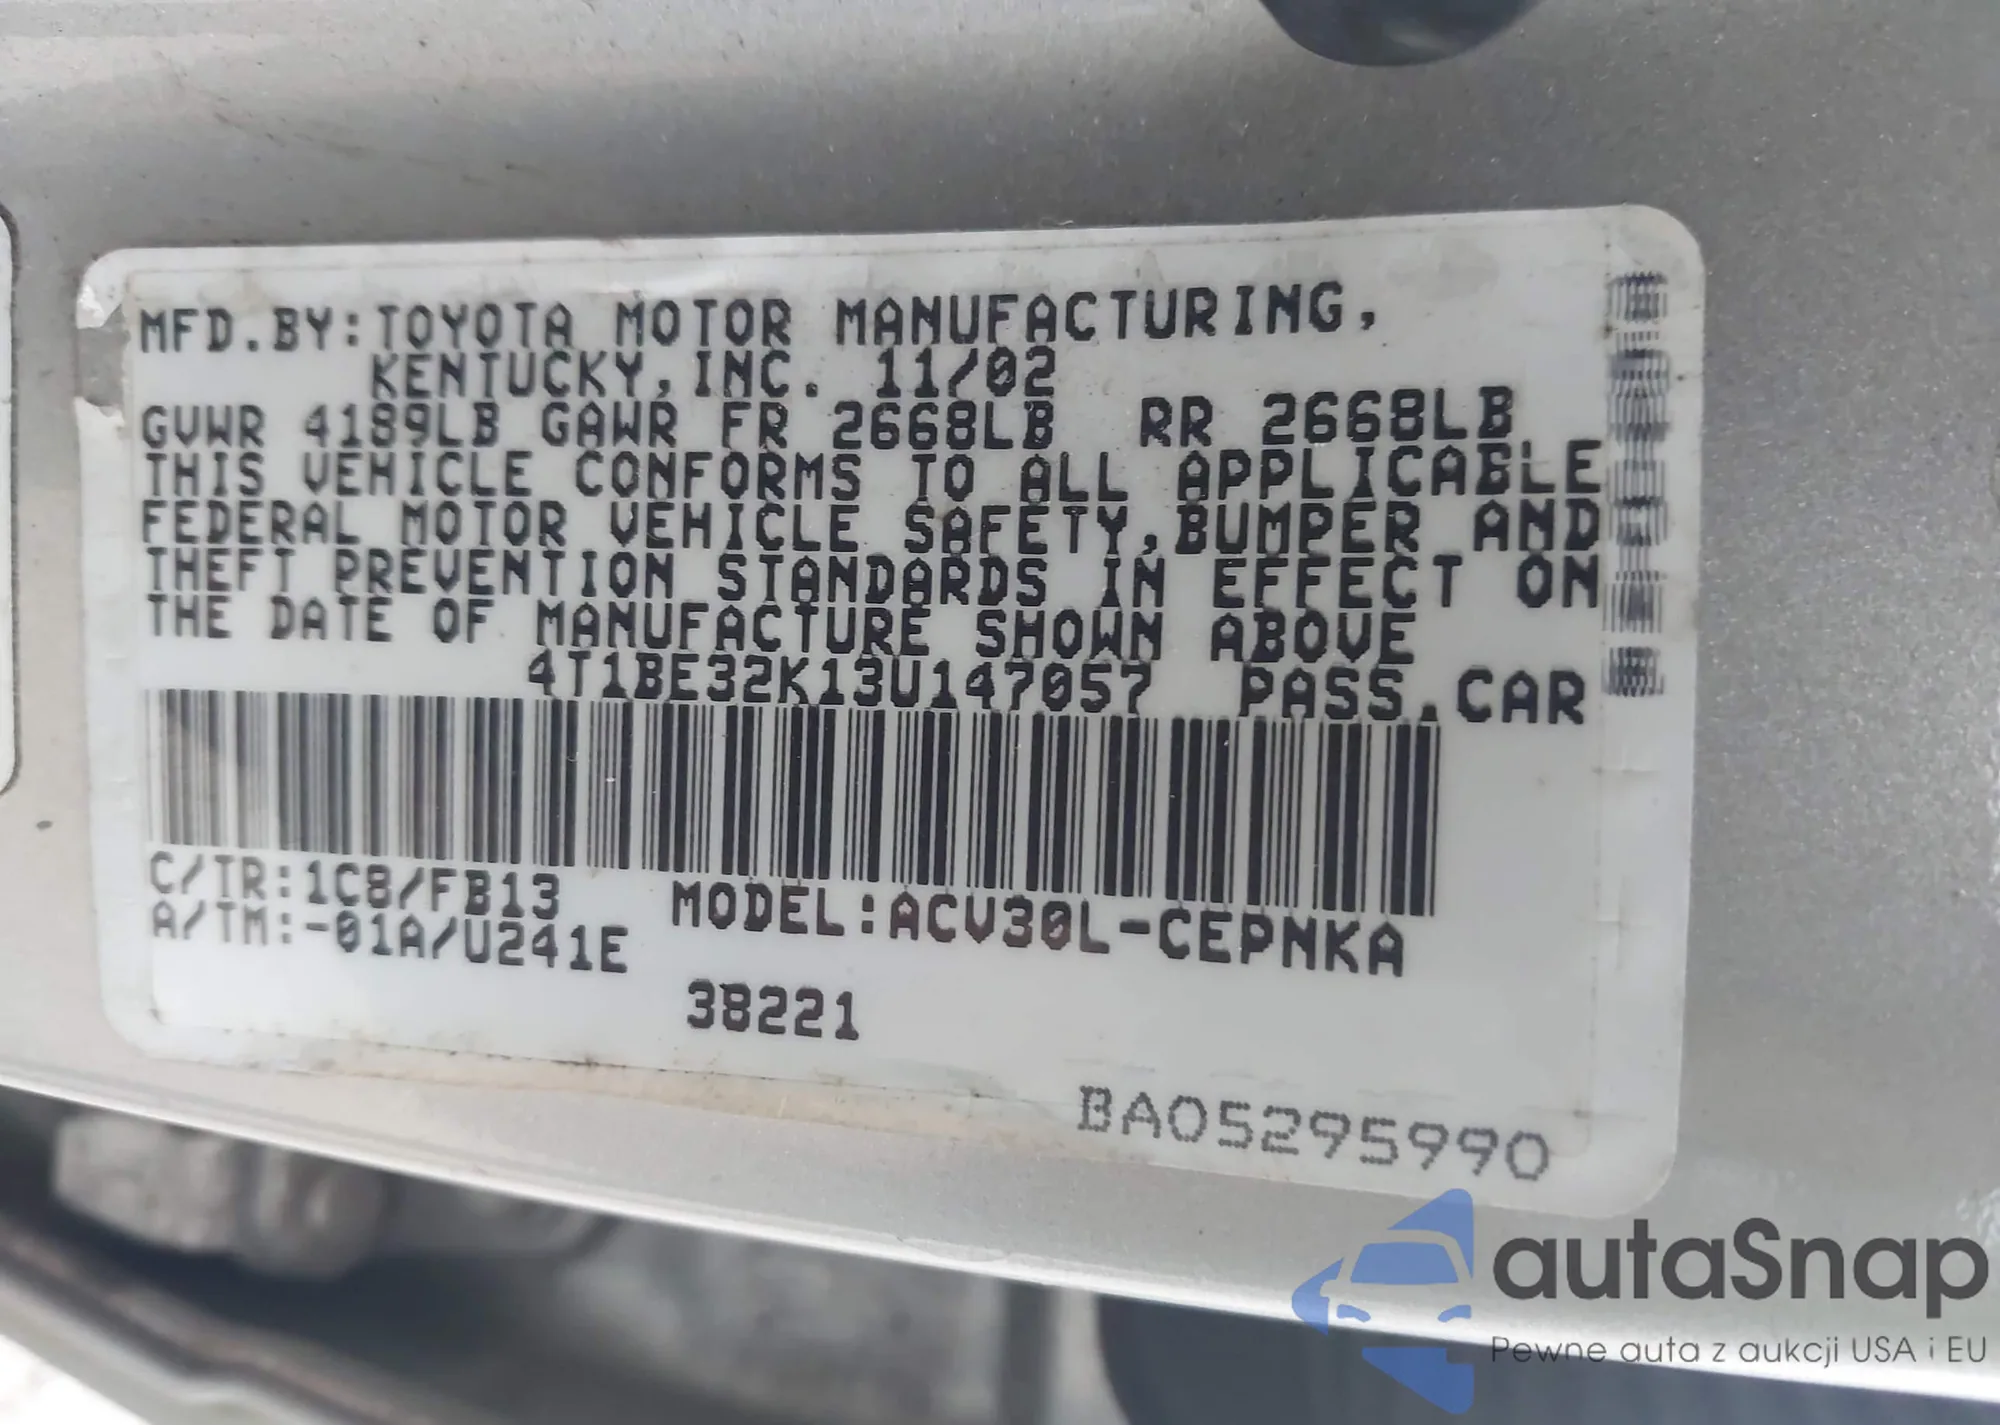 MFD.BY:TOYOTA MOTOR MANUFACTURING,
KENTUCKY,INC. 11/02
GVWR 4189LB GAWR FR 2668LB RR 2668LB
THIS VEHICLE CONFORMS TO ALL APPLICABLE
FEDERAL MOTOR VEHICLE SAFETY,BUMPER AND
THEFT PREVENTION STANDARDS IN EFFECT ON
THE DATE OF MANUFACTURE SHOWN ABOVE
4T1BE32K13U147057 PASS.CAR
C/TR:1C8/FB13
A/TM:-01A/U241E
MODEL:ACV30L-CEPNKA
38221
BA05295990
autaSnap
Pewne auta z aukcji USA i EU